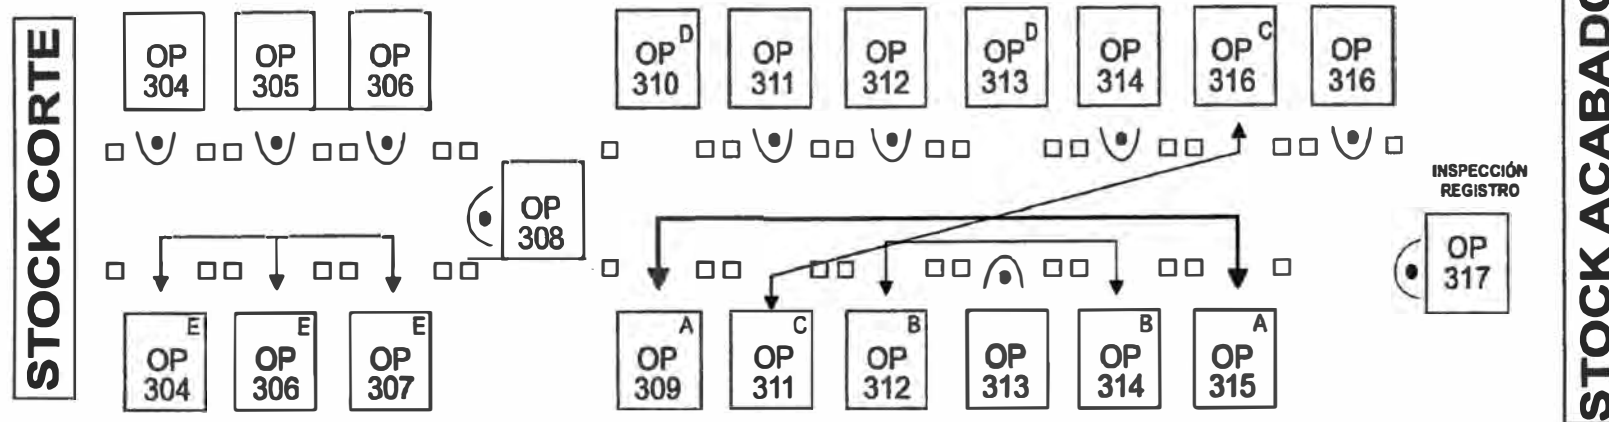 STOCK CORTE
OP
304
OP
305
OP
306
OP D
310
OP
311
OP
312
OP D
313
OP
314
OP C
316
OP
316
INSPECCIÓN
REGISTRO
OP
308
OP
317
E
OP
304
E
OP
306
E
OP
307
A
OP
309
C
OP
311
B
OP
312
OP
313
B
OP
314
A
OP
315
STOCK ACABADO